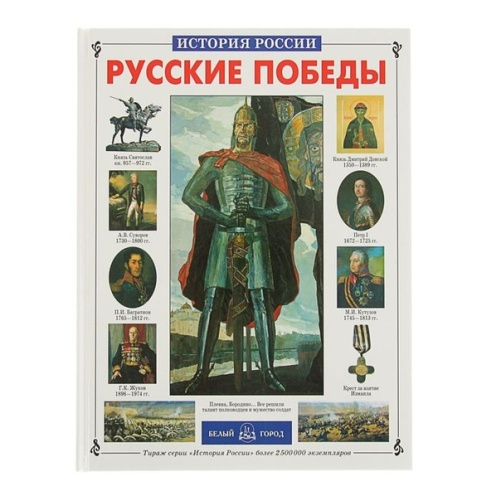 ИСТОРИЯ РОССИИ
РУССКИЕ ПОБЕДЫ
Князь Святослав
ок. 957–972 гг.
Князь Дмитрий Донской
1350–1389 гг.
А.В. Суворов
1730–1800 гг.
Петр I
1672–1725 гг.
П.И. Багратион
1765–1812 гг.
М.И. Кутузов
1745–1813 гг.
Г.К. Жуков
1896–1974 гг.
Крест за взятие
Измаила
Плевна, Бородино... Все решили
талант полководцев и мужество солдат
БЕЛЫЙ ГОРОД
Тираж серии «История России» более 2 500 000 экземпляров